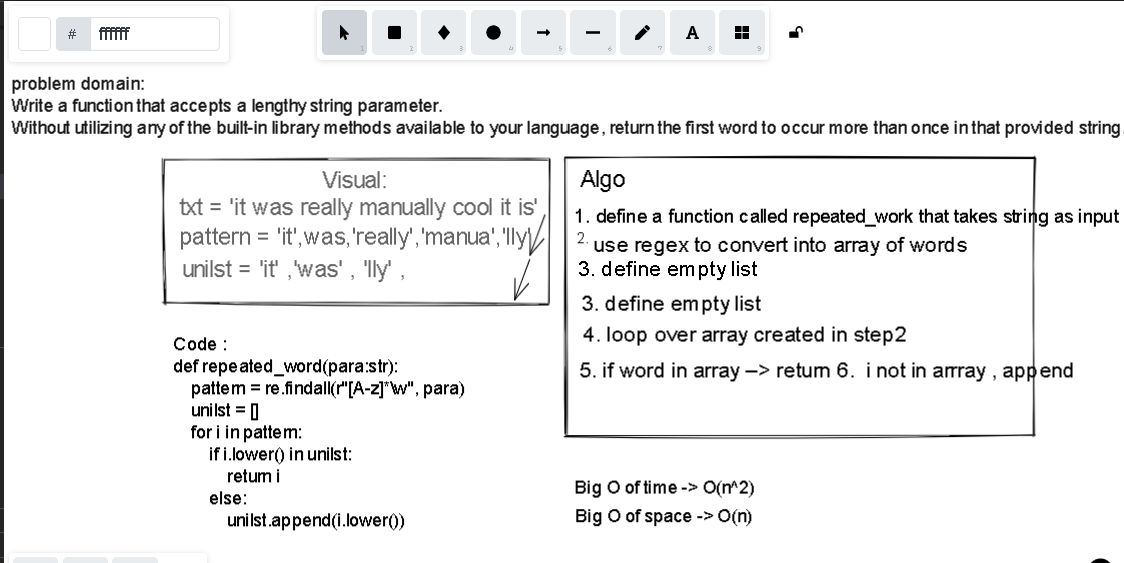 # ffffff
1 2 3 4 5 6 7 A 8 9
problem domain:
Write a function that accepts a lengthy string parameter.
Without utilizing any of the built-in library methods available to your language, return the first word to occur more than once in that provided string.
Visual:
txt = 'it was really manually cool it is'
pattern = 'it',was,'really','manua','lly'
unilst = 'it' ,'was' , 'lly' ,
Algo
1. define a function called repeated_work that takes string as input
2. use regex to convert into array of words
3. define empty list
3. define empty list
4. loop over array created in step2
5. if word in array —> return 6. i not in arrray , append
Code :
def repeated_word(para:str):
pattern = re.findall(r"[A-z]*\w", para)
unilst = []
for i in pattern:
if i.lower() in unilst:
return i
else:
unilst.append(i.lower())
Big O of time -> O(n^2)
Big O of space -> O(n)